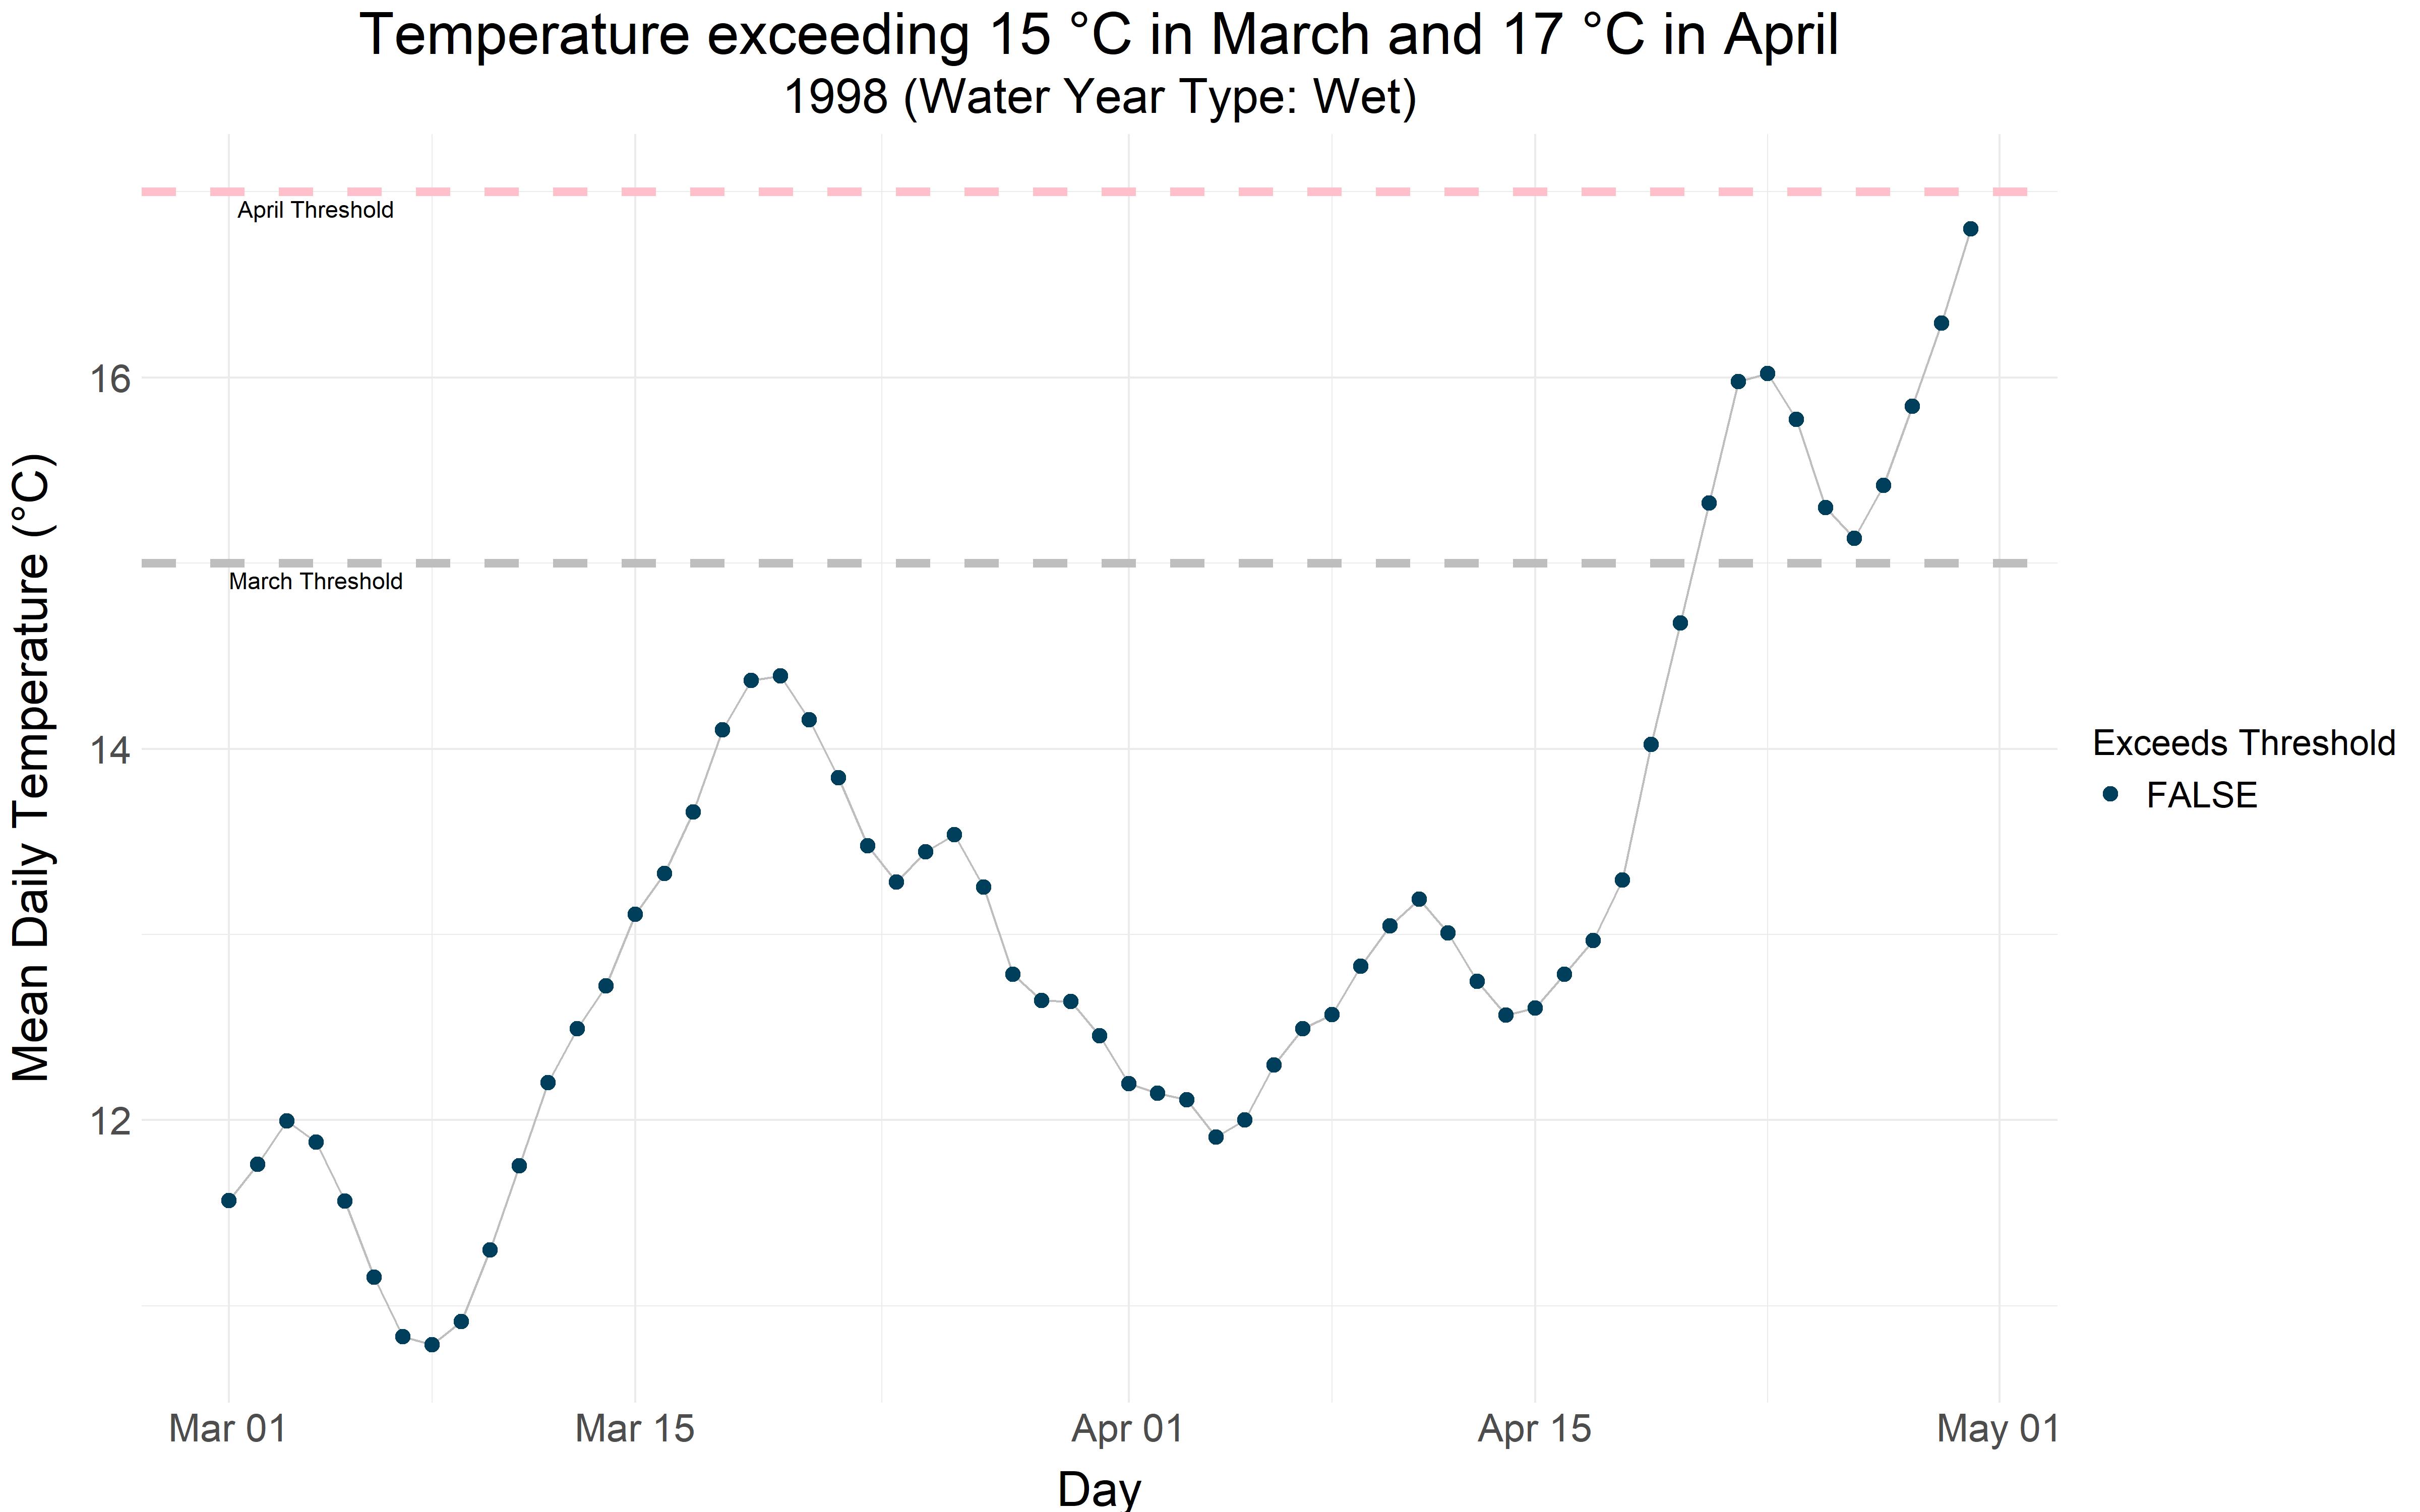 Temperature exceeding 15 °C in March and 17 °C in April
1998 (Water Year Type: Wet)
April Threshold
March Threshold
16
14
12
Mean Daily Temperature (°C)
Mar 01
Mar 15
Apr 01
Apr 15
May 01
Day
Exceeds Threshold
FALSE